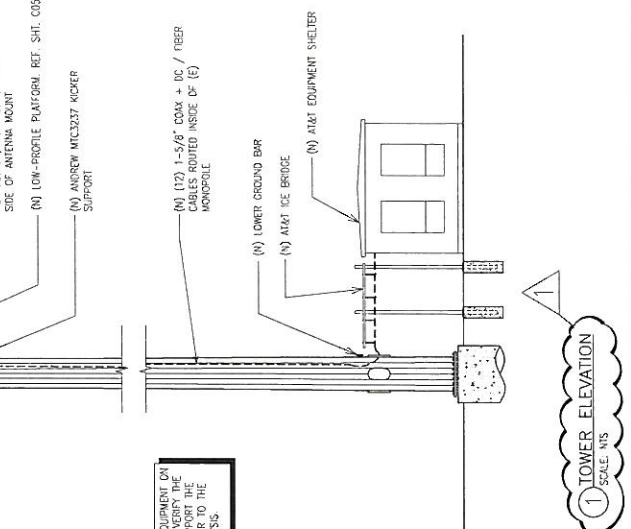 SIDE OF ANTENNA MOUNT
(N) LOW-PROFILE PLATFORM. REF. SHT. C05
(N) ANDREW MTC3237 KICKER
SUPPORT
(N) (12) 1-5/8" COAX + DC / FIBER
CABLES ROUTED INSIDE OF (E)
MONOPOLE
(N) LOWER GROUND BAR
(N) AT&T ICE BRIDGE
(N) AT&T EQUIPMENT SHELTER
QUIPMENT ON
VERIFY THE
PORT THE
R TO THE
SIS.
1
1 TOWER ELEVATION
SCALE: NTS